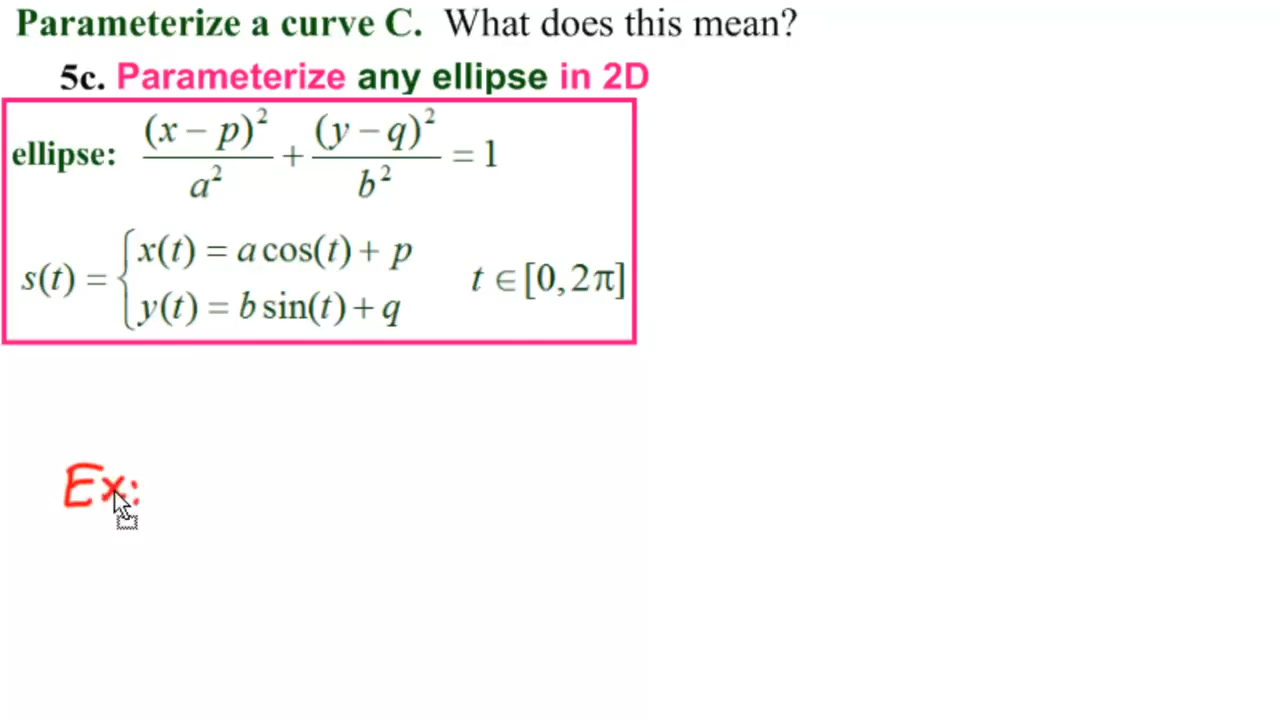 Parameterize a curve C. What does this mean?
5c. Parameterize any ellipse in 2D
ellipse: (x − p)²/a² + (y − q)²/b² = 1
s(t) = { x(t) = a cos(t) + p
y(t) = b sin(t) + q t ∈ [0, 2π]
Ex: